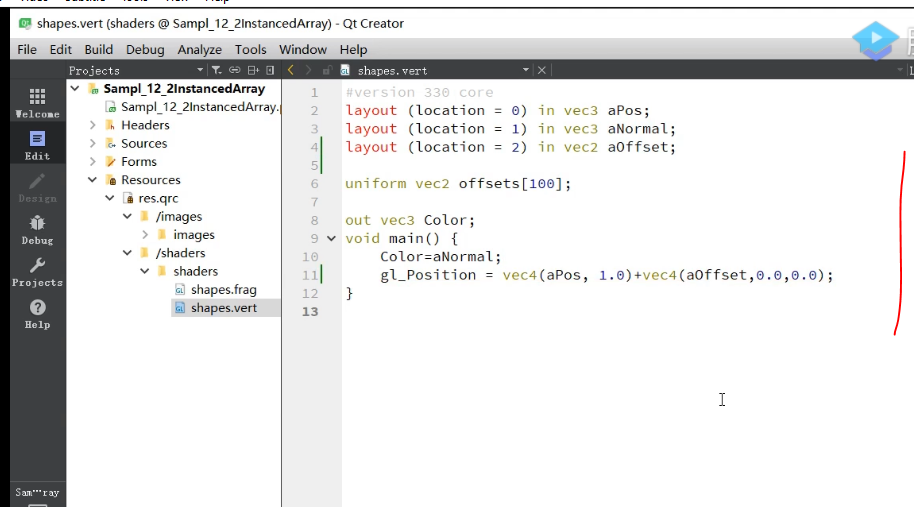 shapes.vert (shaders @ Sampl_12_2InstancedArray) - Qt Creator
File Edit Build Debug Analyze Tools Window Help
Projects
shapes.vert
Welcome
Edit
Design
Debug
Projects
Help
Sam···ray
Sampl_12_2InstancedArray
Sampl_12_2InstancedArray.
Headers
Sources
Forms
Resources
res.qrc
/images
images
/shaders
shaders
shapes.frag
shapes.vert
1 #version 330 core
2 layout (location = 0) in vec3 aPos;
3 layout (location = 1) in vec3 aNormal;
4 layout (location = 2) in vec2 aOffset;
5
6 uniform vec2 offsets[100];
7
8 out vec3 Color;
9 void main() {
10 Color=aNormal;
11 gl_Position = vec4(aPos, 1.0)+vec4(aOffset,0.0,0.0);
12 }
13